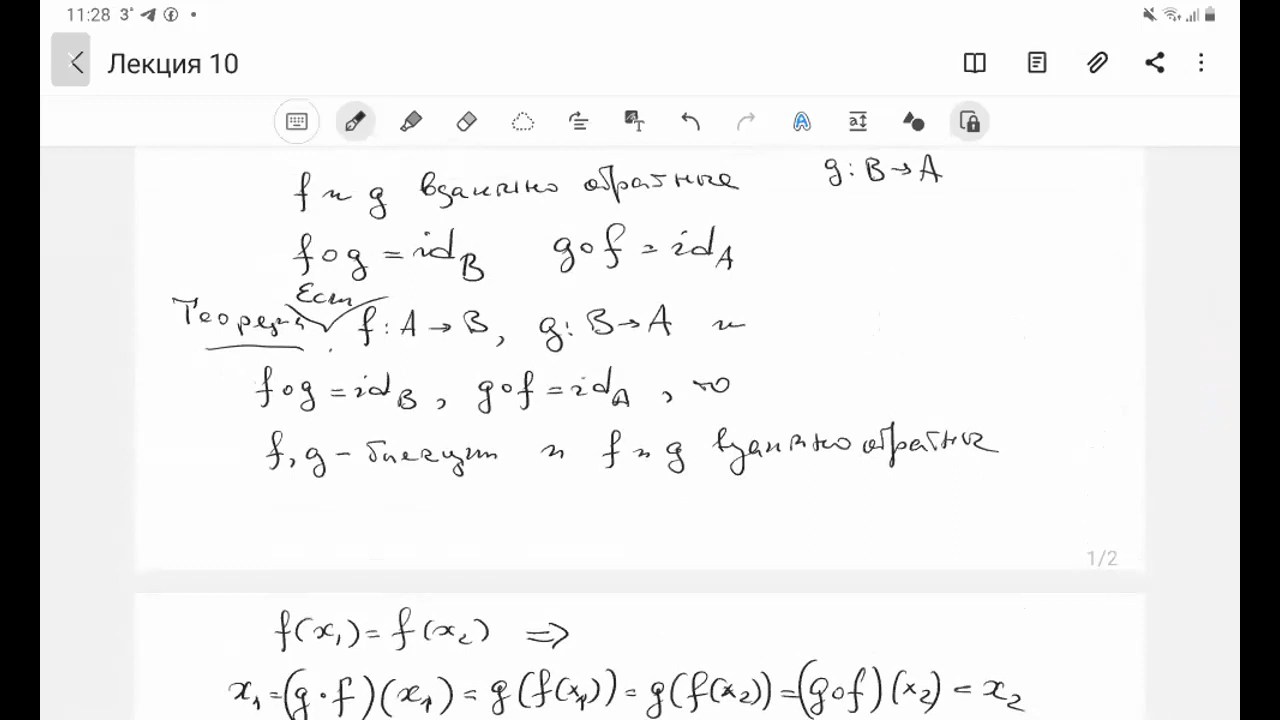 11:28 3°
Лекция 10
f и g взаимно обратные g: B→A
f∘g = id_B g∘f = id_A
Если
Теорема f: A→B, g: B→A и
f∘g = id_B, g∘f = id_A, то
f, g - биекции и f и g взаимно обратные
1/2
f(x₁) = f(x₂) ⇒
x₁ = (g∘f)(x₁) = g(f(x₁)) = g(f(x₂)) = (g∘f)(x₂) = x₂